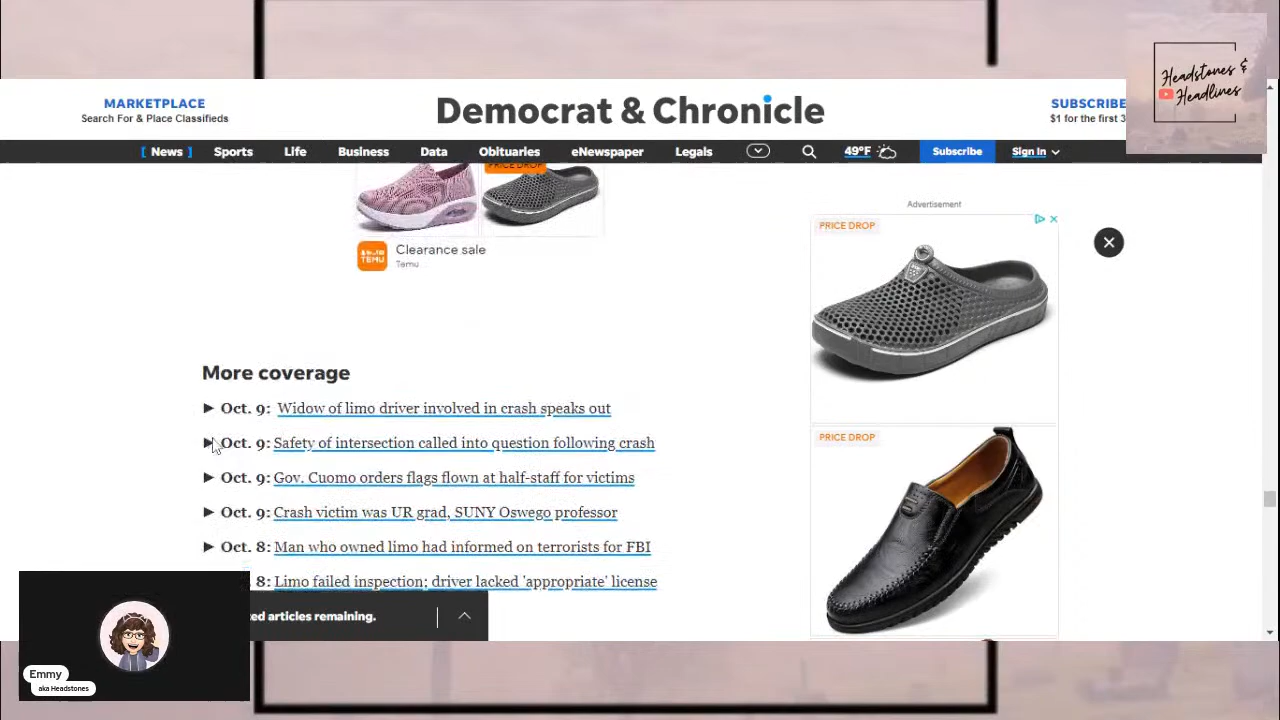 Headstones &
Headlines
MARKETPLACE
Search For & Place Classifieds
Democrat & Chronicle
SUBSCRIBE
$1 for the first 3
[ News ] Sports Life Business Data Obituaries eNewspaper Legals 49°F Subscribe Sign In
PRICE DROP
Advertisement
PRICE DROP
Clearance sale
Temu
TEMU
More coverage
► Oct. 9: Widow of limo driver involved in crash speaks out
► Oct. 9: Safety of intersection called into question following crash
► Oct. 9: Gov. Cuomo orders flags flown at half-staff for victims
► Oct. 9: Crash victim was UR grad, SUNY Oswego professor
► Oct. 8: Man who owned limo had informed on terrorists for FBI
8: Limo failed inspection; driver lacked 'appropriate' license
PRICE DROP
ed articles remaining.
Emmy
aka Headstones